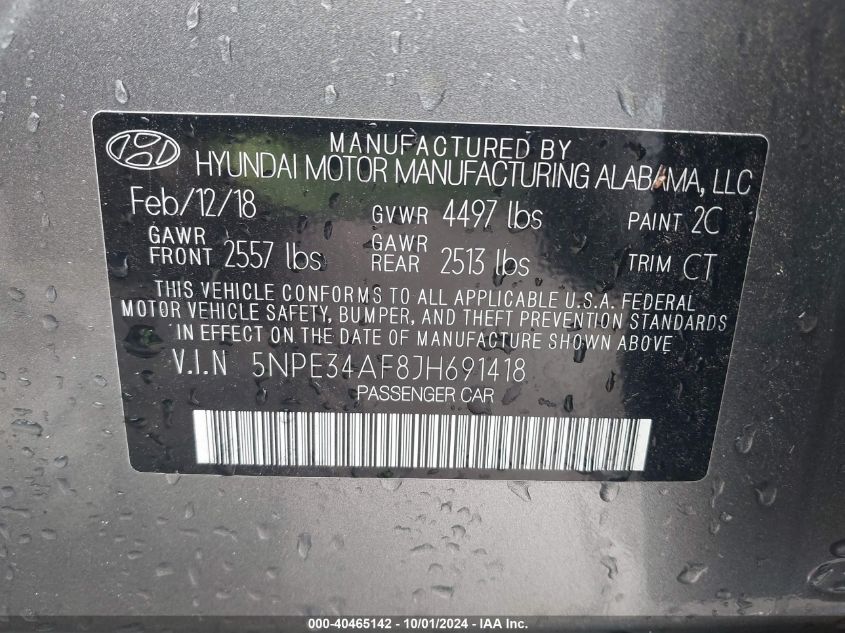 MANUFACTURED BY
HYUNDAI MOTOR MANUFACTURING ALABAMA, LLC
Feb/12/18 GVWR 4497 lbs PAINT 2C
GAWR FRONT 2557 lbs GAWR REAR 2513 lbs TRIM CT
THIS VEHICLE CONFORMS TO ALL APPLICABLE U.S.A. FEDERAL
MOTOR VEHICLE SAFETY, BUMPER, AND THEFT PREVENTION STANDARDS
IN EFFECT ON THE DATE OF MANUFACTURE SHOWN ABOVE.
V.I.N 5NPE34AF8JH691418
PASSENGER CAR
000-40465142 - 10/01/2024 - IAA Inc.